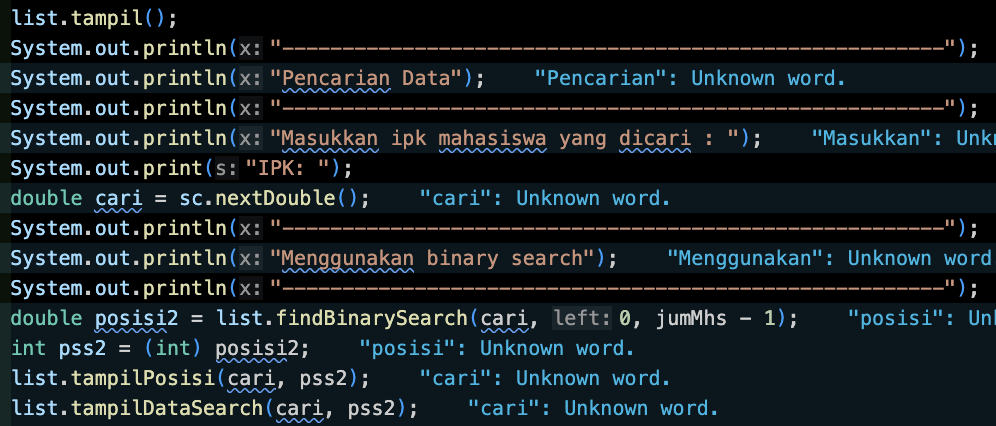 list.tampil();
System.out.println(x: "-------------------------------------------------------");
System.out.println(x: "Pencarian Data"); "Pencarian": Unknown word.
System.out.println(x: "-------------------------------------------------------");
System.out.println(x: "Masukkan ipk mahasiswa yang dicari : "); "Masukkan": Unkn
System.out.print(s: "IPK: ");
double cari = sc.nextDouble(); "cari": Unknown word.
System.out.println(x: "-------------------------------------------------------");
System.out.println(x: "Menggunakan binary search"); "Menggunakan": Unknown word
System.out.println(x: "-------------------------------------------------------");
double posisi2 = list.findBinarySearch(cari, left: 0, jumMhs - 1); "posisi": Unk
int pss2 = (int) posisi2; "posisi": Unknown word.
list.tampilPosisi(cari, pss2); "cari": Unknown word.
list.tampilDataSearch(cari, pss2); "cari": Unknown word.